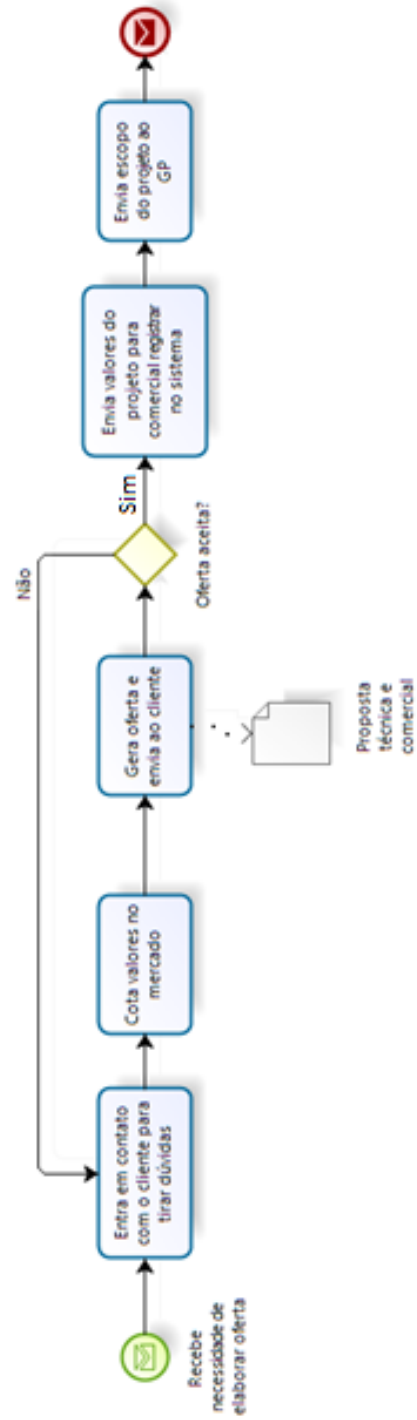 Recebe
necessidade de
elaborar oferta
Entra em contato
com o cliente para
tirar dúvidas
Cota valores no
mercado
Gera oferta e
envia ao cliente
Proposta
técnica e
comercial
Oferta aceita?
Não
Sim
Envia valores do
projeto para
comercial registrar
no sistema
Envia escopo
do projeto ao
GP